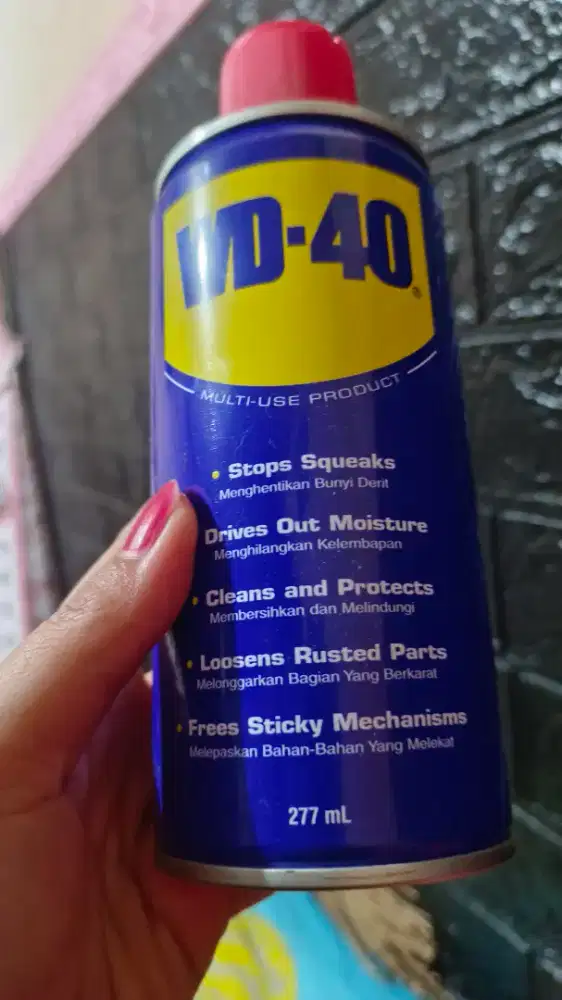 WD-40®
MULTI-USE PRODUCT
• Stops Squeaks
Menghentikan Bunyi Derit
Drives Out Moisture
Menghilangkan Kelembapan
• Cleans and Protects
Membersihkan dan Melindungi
• Loosens Rusted Parts
Melonggarkan Bagian Yang Berkarat
• Frees Sticky Mechanisms
Melepaskan Bahan-Bahan Yang Melekat
277 mL